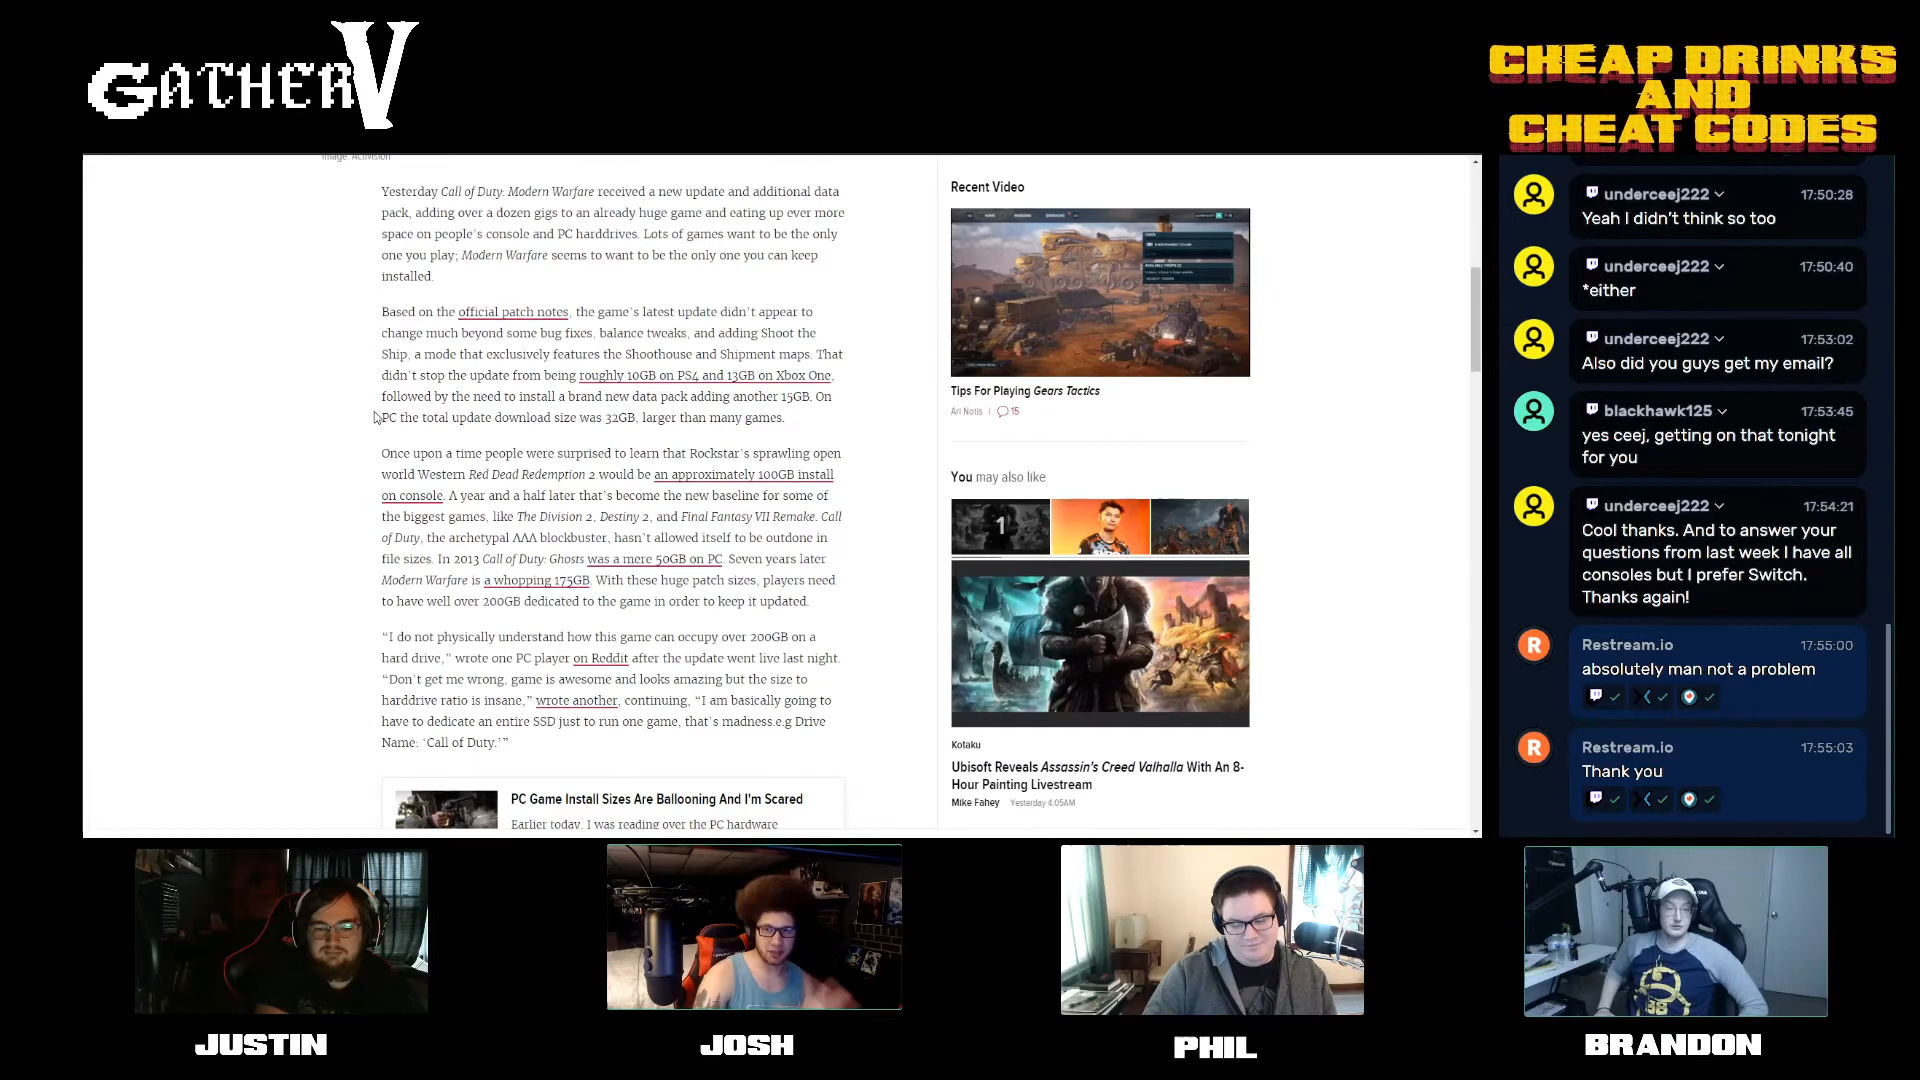 GATHERV
CHEAP DRINKS
AND
CHEAT CODES
Image: Activision
Yesterday Call of Duty: Modern Warfare received a new update and additional data
pack, adding over a dozen gigs to an already huge game and eating up ever more
space on people's console and PC harddrives. Lots of games want to be the only
one you play; Modern Warfare seems to want to be the only one you can keep
installed.
Based on the official patch notes, the game's latest update didn't appear to
change much beyond some bug fixes, balance tweaks, and adding Shoot the
Ship, a mode that exclusively features the Shoothouse and Shipment maps. That
didn't stop the update from being roughly 10GB on PS4 and 13GB on Xbox One,
followed by the need to install a brand new data pack adding another 15GB. On
PC the total update download size was 32GB, larger than many games.
Once upon a time people were surprised to learn that Rockstar's sprawling open
world Western Red Dead Redemption 2 would be an approximately 100GB install
on console. A year and a half later that's become the new baseline for some of
the biggest games, like The Division 2, Destiny 2, and Final Fantasy VII Remake. Call
of Duty, the archetypal AAA blockbuster, hasn't allowed itself to be outdone in
file sizes. In 2013 Call of Duty: Ghosts was a mere 50GB on PC. Seven years later
Modern Warfare is a whopping 175GB. With these huge patch sizes, players need
to have well over 200GB dedicated to the game in order to keep it updated.
“I do not physically understand how this game can occupy over 200GB on a
hard drive,” wrote one PC player on Reddit after the update went live last night.
“Don't get me wrong, game is awesome and looks amazing but the size to
harddrive ratio is insane,” wrote another, continuing, “I am basically going to
have to dedicate an entire SSD just to run one game, that's madness.e.g Drive
Name: ‘Call of Duty.’”
PC Game Install Sizes Are Ballooning And I'm Scared
Earlier today, I was reading over the PC hardware
Recent Video
Tips For Playing Gears Tactics
Ari Notis | 15
You may also like
1
Kotaku
Ubisoft Reveals Assassin's Creed Valhalla With An 8-
Hour Painting Livestream
Mike Fahey Yesterday 4:05AM
underceej222 17:50:28
Yeah I didn't think so too
underceej222 17:50:40
*either
underceej222 17:53:02
Also did you guys get my email?
blackhawk125 17:53:45
yes ceej, getting on that tonight
for you
underceej222 17:54:21
Cool thanks. And to answer your
questions from last week I have all
consoles but I prefer Switch.
Thanks again!
R Restream.io 17:55:00
absolutely man not a problem
R Restream.io 17:55:03
Thank you
JUSTIN
JOSH
PHIL
BRANDON